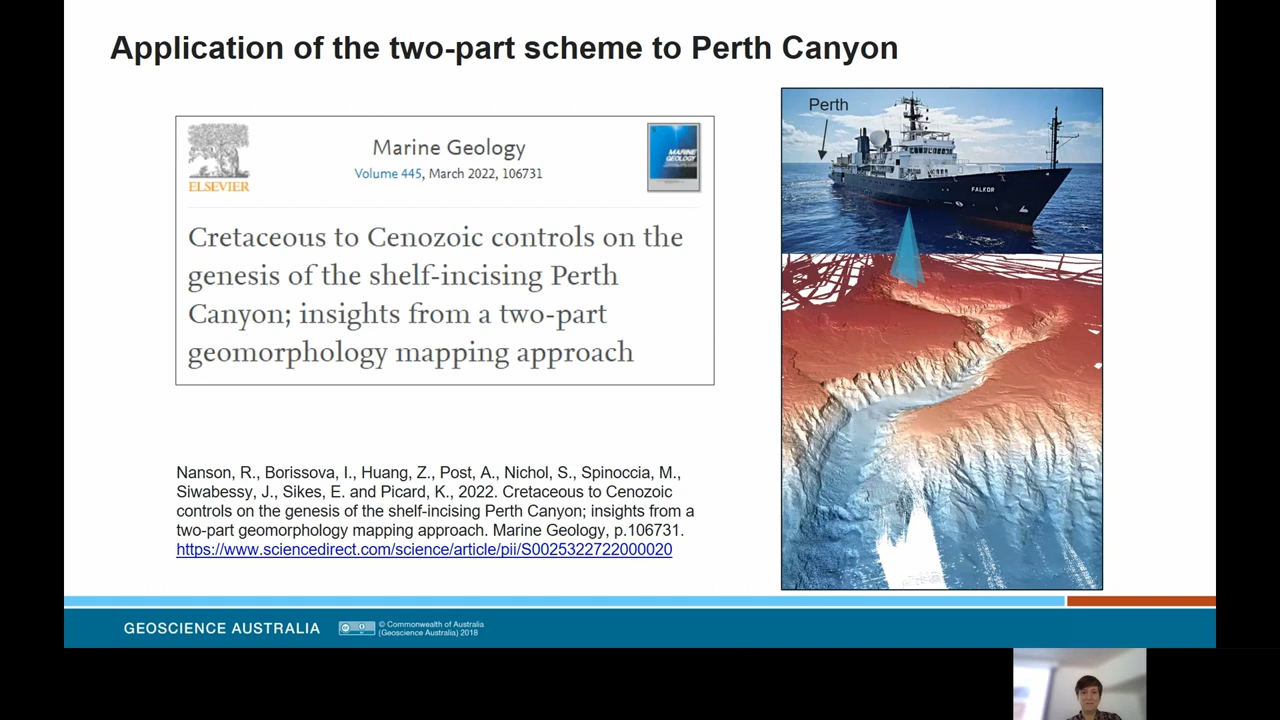 Application of the two-part scheme to Perth Canyon
ELSEVIER
Marine Geology
Volume 445, March 2022, 106731
MARINE
GEOLOGY
Cretaceous to Cenozoic controls on the
genesis of the shelf-incising Perth
Canyon; insights from a two-part
geomorphology mapping approach
Perth
FALKOR
Nanson, R., Borissova, I., Huang, Z., Post, A., Nichol, S., Spinoccia, M.,
Siwabessy, J., Sikes, E. and Picard, K., 2022. Cretaceous to Cenozoic
controls on the genesis of the shelf-incising Perth Canyon; insights from a
two-part geomorphology mapping approach. Marine Geology, p.106731.
https://www.sciencedirect.com/science/article/pii/S0025322722000020
GEOSCIENCE AUSTRALIA
© Commonwealth of Australia
(Geoscience Australia) 2018